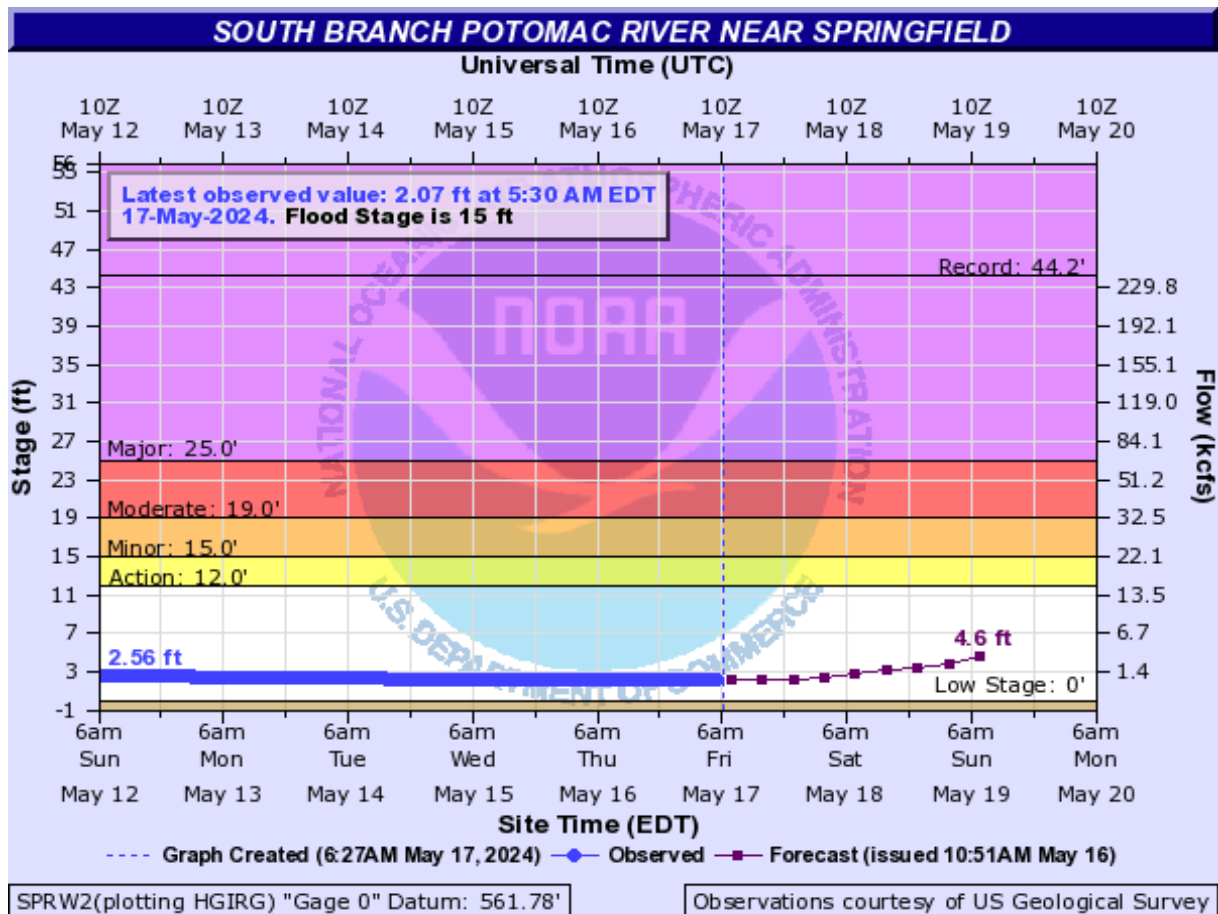 SOUTH BRANCH POTOMAC RIVER NEAR SPRINGFIELD
Universal Time (UTC)
10Z 10Z 10Z 10Z 10Z 10Z 10Z 10Z 10Z
May 12 May 13 May 14 May 15 May 16 May 17 May 18 May 19 May 20
Latest observed value: 2.07 ft at 5:30 AM EDT
17-May-2024. Flood Stage is 15 ft
NATIONAL OCEANIC AND ATMOSPHERIC ADMINISTRATION
NOAA
U.S. DEPARTMENT OF COMMERCE
Stage (ft)
56
55
51
47
43
39
35
31
27
23
19
15
11
7
3
-1
Record: 44.2'
Major: 25.0'
Moderate: 19.0'
Minor: 15.0'
Action: 12.0'
2.56 ft
4.6 ft
Low Stage: 0'
Flow (kcfs)
229.8
192.1
155.1
119.0
84.1
51.2
32.5
22.1
13.5
6.7
1.4
6am 6am 6am 6am 6am 6am 6am 6am 6am
Sun Mon Tue Wed Thu Fri Sat Sun Mon
May 12 May 13 May 14 May 15 May 16 May 17 May 18 May 19 May 20
Site Time (EDT)
Graph Created (6:27AM May 17, 2024) Observed Forecast (issued 10:51AM May 16)
SPRW2(plotting HGIRG) "Gage 0" Datum: 561.78'
Observations courtesy of US Geological Survey